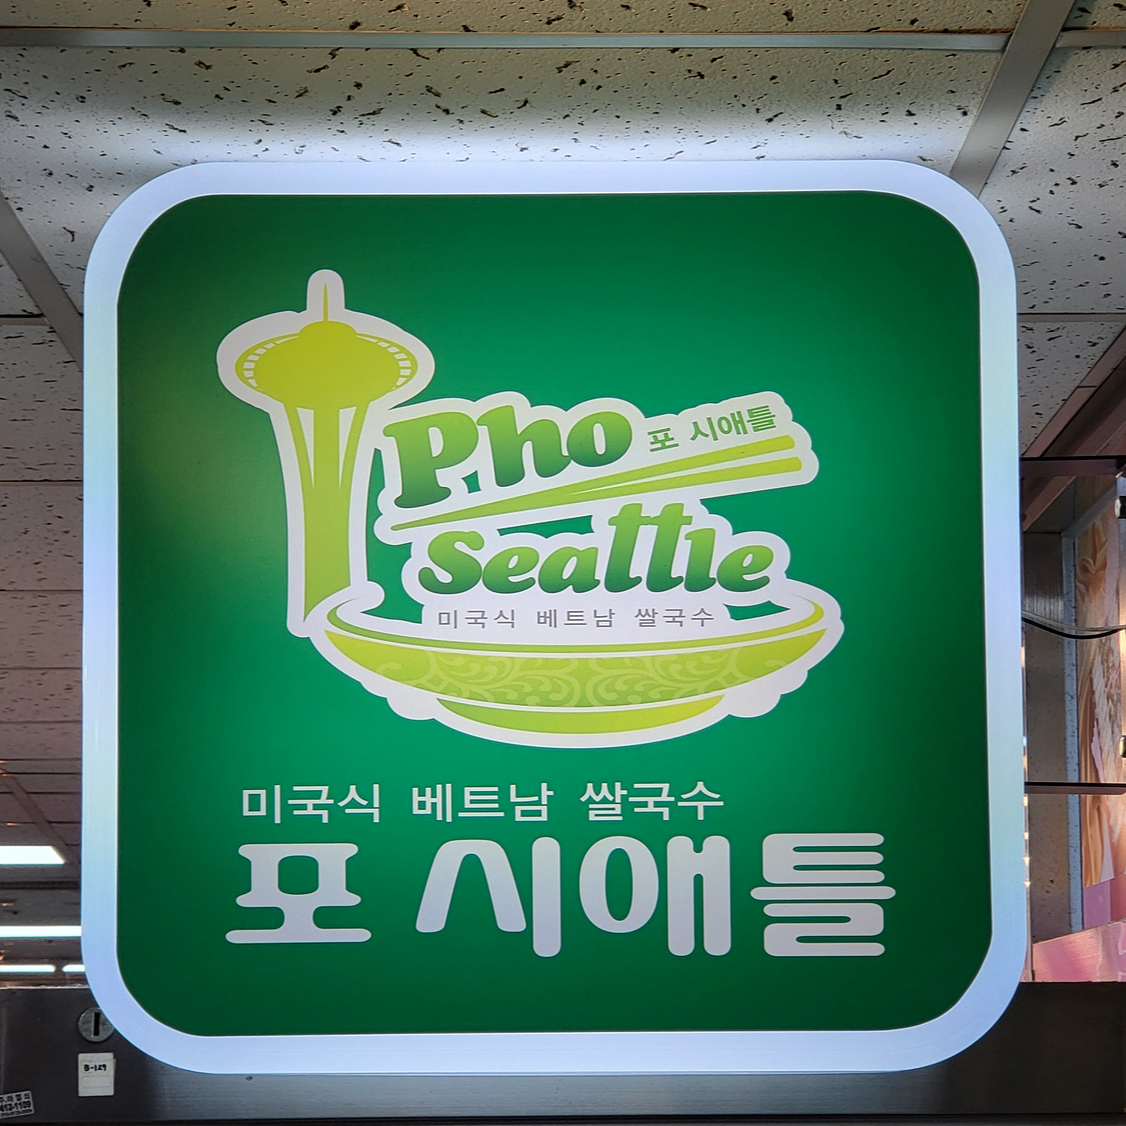 Pho 포 시애틀
Seattle
미국식 베트남 쌀국수
미국식 베트남 쌀국수
포 시애틀
B-129